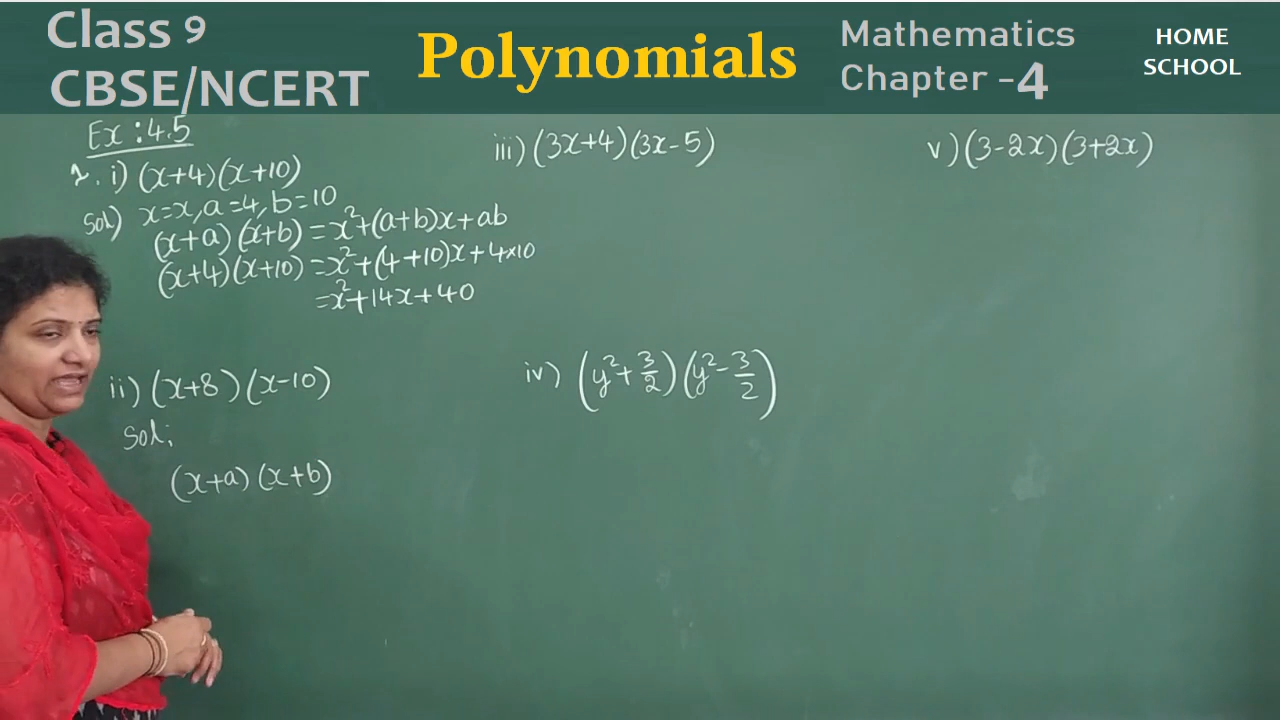 Class 9
CBSE/NCERT
Polynomials
Mathematics
Chapter -4
HOME
SCHOOL
Ex : 4.5
1. i) (x+4)(x+10)
Sol) x=x, a=4, b=10
(x+a) (x+b) = x²+(a+b)x+ab
(x+4)(x+10) = x²+(4+10)x+4×10
=x²+14x+40
ii) (x+8)(x-10)
Sol;
(x+a) (x+b)
iii) (3x+4)(3x-5)
iv) (y²+3/2)(y²-3/2)
v) (3-2x)(3+2x)